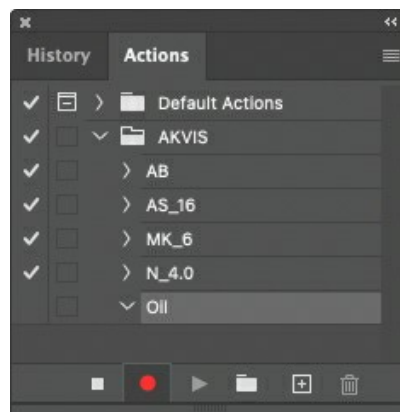 History Actions
Default Actions
AKVIS
AB
AS_16
MK_6
N_4.0
Oil